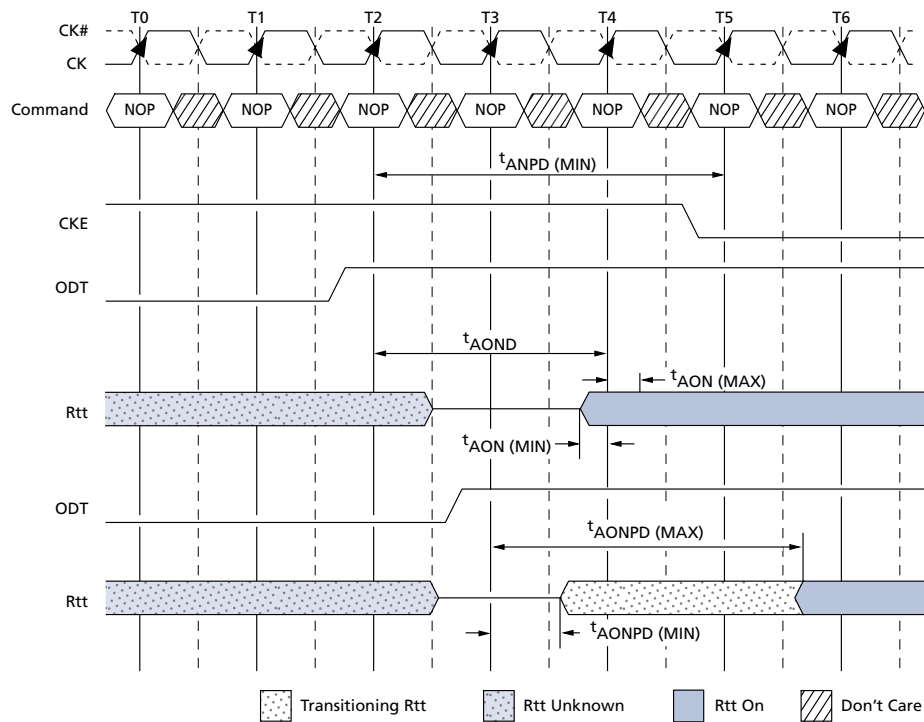 T0 T1 T2 T3 T4 T5 T6
CK#
CK
Command NOP NOP NOP NOP NOP NOP NOP
tANPD (MIN)
CKE
ODT
tAOND
tAON (MAX)
Rtt
tAON (MIN)
ODT
tAONPD (MAX)
Rtt
tAONPD (MIN)
Transitioning Rtt Rtt Unknown Rtt On Don't Care